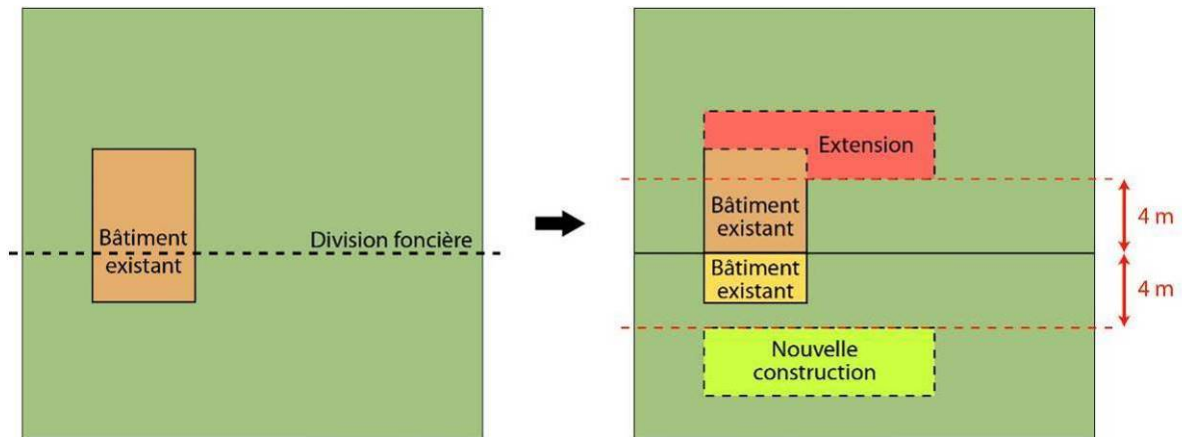 Bâtiment
existant
Division foncière
Extension
Bâtiment
existant
Bâtiment
existant
Nouvelle
construction
4 m
4 m